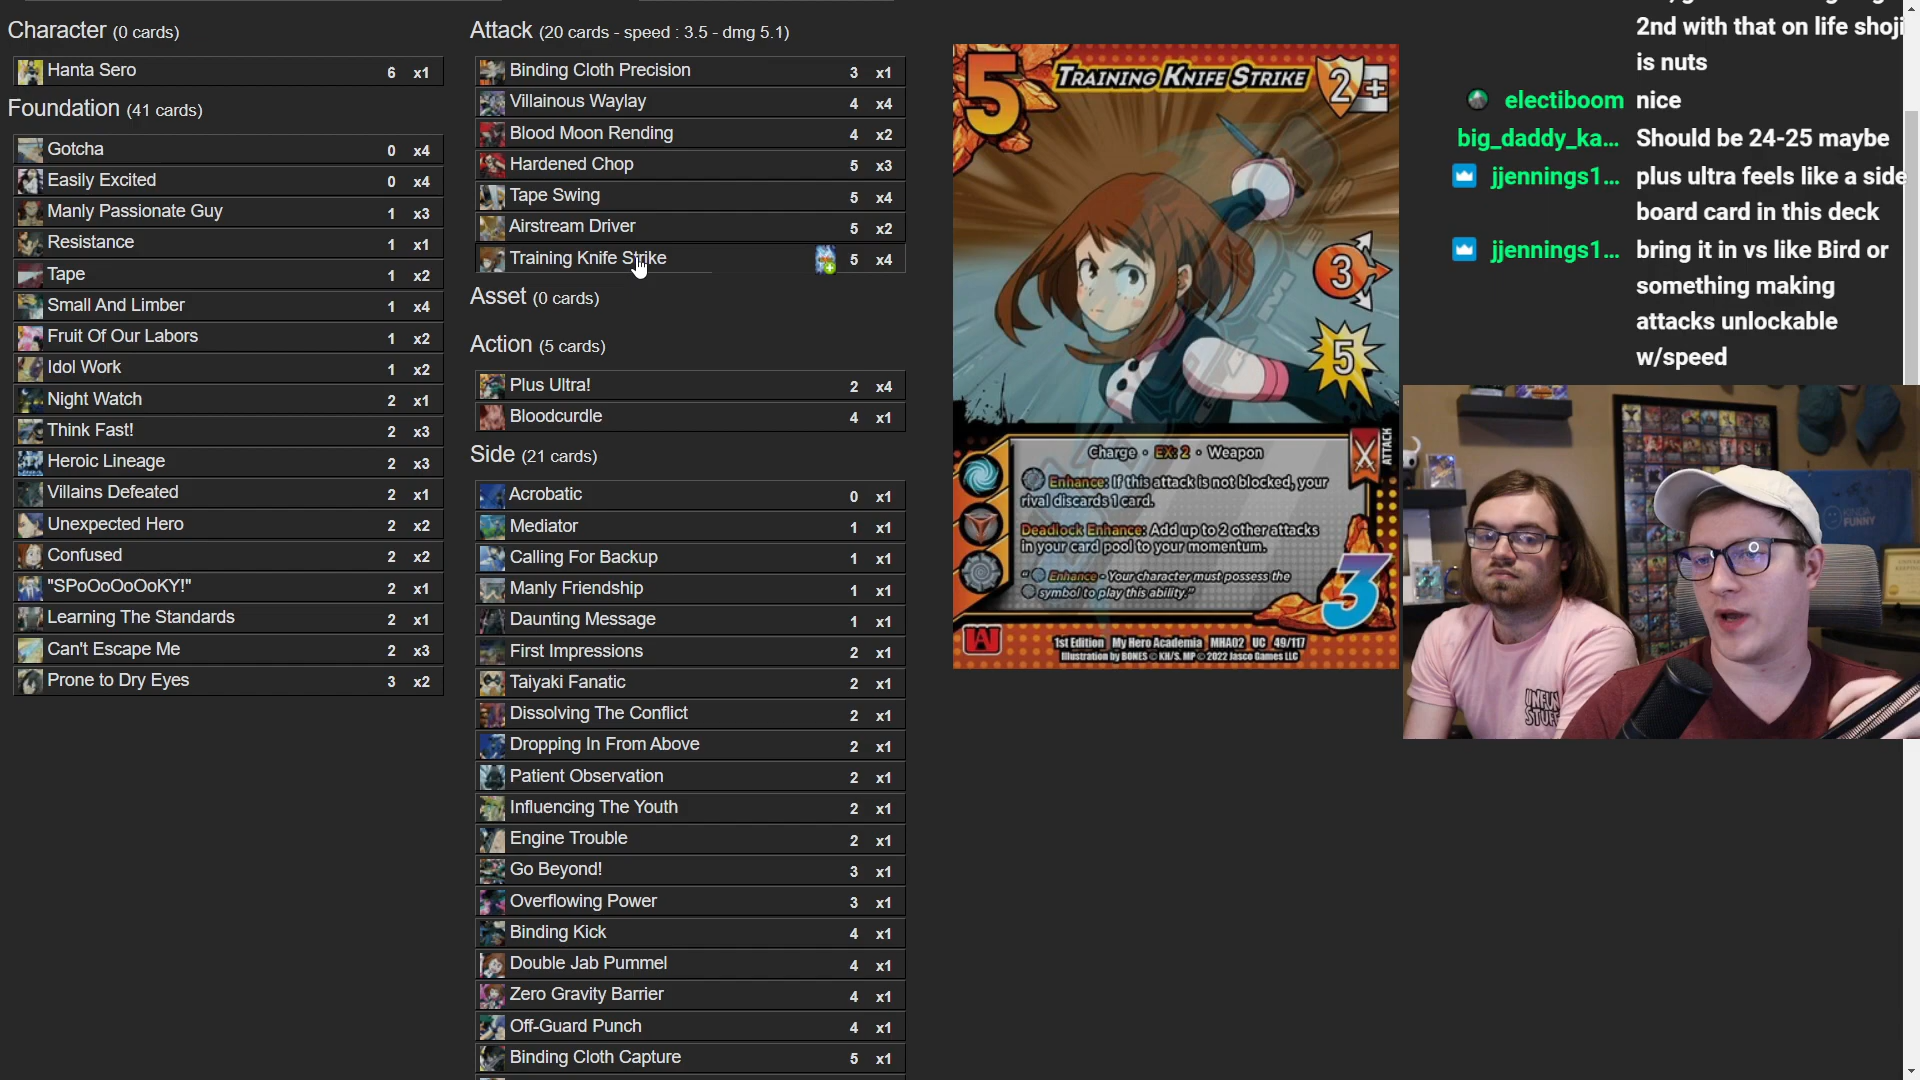 Character (0 cards)
Hanta Sero 6 x1
Foundation (41 cards)
Gotcha 0 x4
Easily Excited 0 x4
Manly Passionate Guy 1 x3
Resistance 1 x1
Tape 1 x2
Small And Limber 1 x4
Fruit Of Our Labors 1 x2
Idol Work 1 x2
Night Watch 2 x1
Think Fast! 2 x3
Heroic Lineage 2 x3
Villains Defeated 2 x1
Unexpected Hero 2 x2
Confused 2 x2
"SPoOoOoOoKY!" 2 x1
Learning The Standards 2 x1
Can't Escape Me 2 x3
Prone to Dry Eyes 3 x2
Attack (20 cards - speed : 3.5 - dmg 5.1)
Binding Cloth Precision 3 x1
Villainous Waylay 4 x4
Blood Moon Rending 4 x2
Hardened Chop 5 x3
Tape Swing 5 x4
Airstream Driver 5 x2
Training Knife Strike 5 x4
Asset (0 cards)
Action (5 cards)
Plus Ultra! 2 x4
Bloodcurdle 4 x1
Side (21 cards)
Acrobatic 0 x1
Mediator 1 x1
Calling For Backup 1 x1
Manly Friendship 1 x1
Daunting Message 1 x1
First Impressions 2 x1
Taiyaki Fanatic 2 x1
Dissolving The Conflict 2 x1
Dropping In From Above 2 x1
Patient Observation 2 x1
Influencing The Youth 2 x1
Engine Trouble 2 x1
Go Beyond! 3 x1
Overflowing Power 3 x1
Binding Kick 4 x1
Double Jab Pummel 4 x1
Zero Gravity Barrier 4 x1
Off-Guard Punch 4 x1
Binding Cloth Capture 5 x1
5 TRAINING KNIFE STRIKE 2 +
3
5
ATTACK
Charge • EX: 2 • Weapon
Enhance: If this attack is not blocked, your
rival discards 1 card.
Deadlock Enhance: Add up to 2 other attacks
in your card pool to your momentum.
" Enhance - Your character must possess the
symbol to play this ability."
3
1st Edition My Hero Academia MHA02 UC 49/117
Illustration by BONES © KH/S, MP © 2022 Jasco Games LLC
2nd with that on life shoji
is nuts
electiboom nice
big_daddy_ka... Should be 24-25 maybe
jjennings1... plus ultra feels like a side
board card in this deck
jjennings1... bring it in vs like Bird or
something making
attacks unlockable
w/speed
KINDA
FUNNY
UNFUN
STUFF